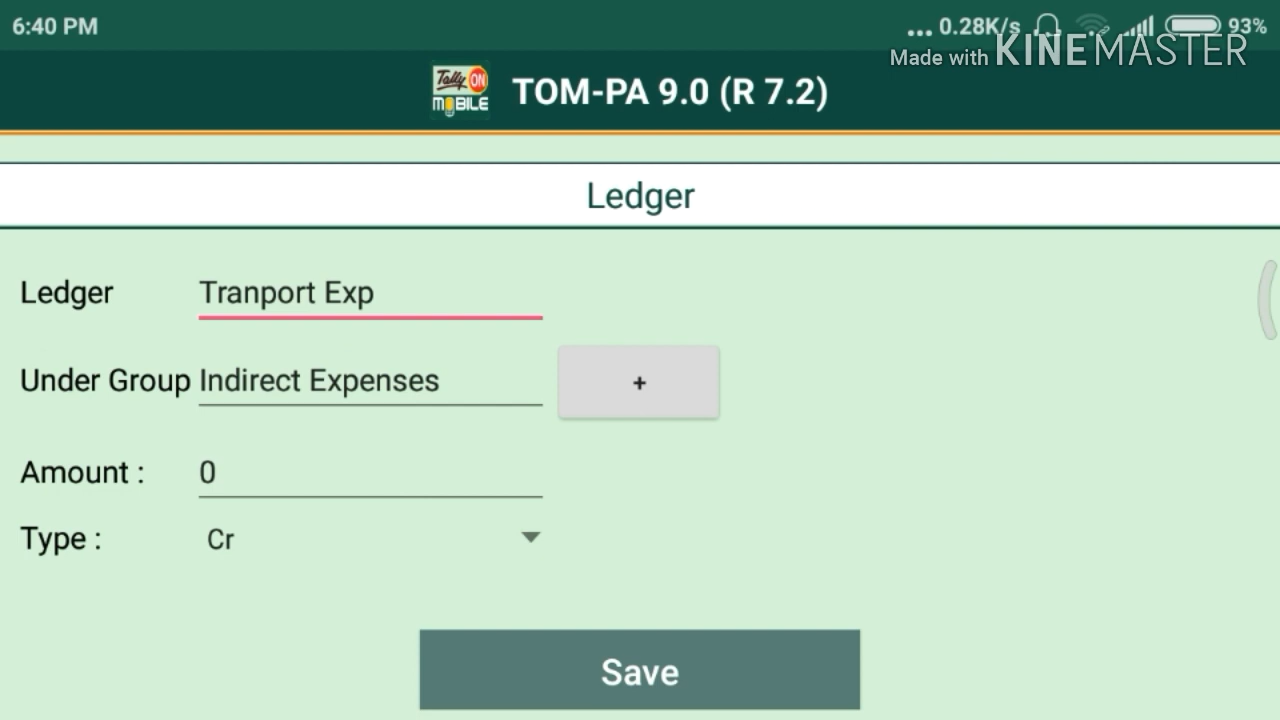 6:40 PM
... 0.28K/s 93%
Made with KINEMASTER
Tally ON
MOBILE
TOM-PA 9.0 (R 7.2)
Ledger
Ledger Tranport Exp
Under Group Indirect Expenses +
Amount : 0
Type : Cr
Save